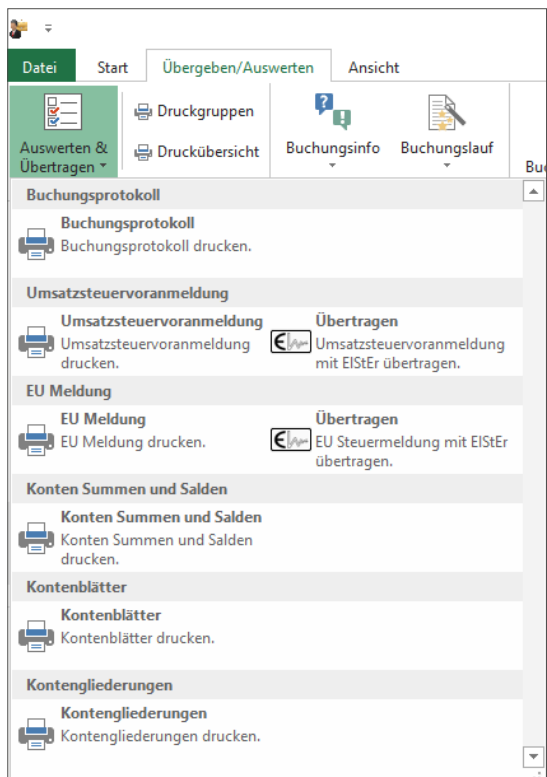 Datei Start Übergeben/Auswerten Ansicht
Auswerten & Übertragen
Druckgruppen
Druckübersicht
Buchungsinfo
Buchungslauf
Buchungsprotokoll
Buchungsprotokoll
Buchungsprotokoll drucken.
Umsatzsteuervoranmeldung
Umsatzsteuervoranmeldung
Umsatzsteuervoranmeldung
drucken.
Übertragen
Umsatzsteuervoranmeldung
mit ElStEr übertragen.
EU Meldung
EU Meldung
EU Meldung drucken.
Übertragen
EU Steuermeldung mit ElStEr
übertragen.
Konten Summen und Salden
Konten Summen und Salden
Konten Summen und Salden
drucken.
Kontenblätter
Kontenblätter
Kontenblätter drucken.
Kontengliederungen
Kontengliederungen
Kontengliederungen drucken.